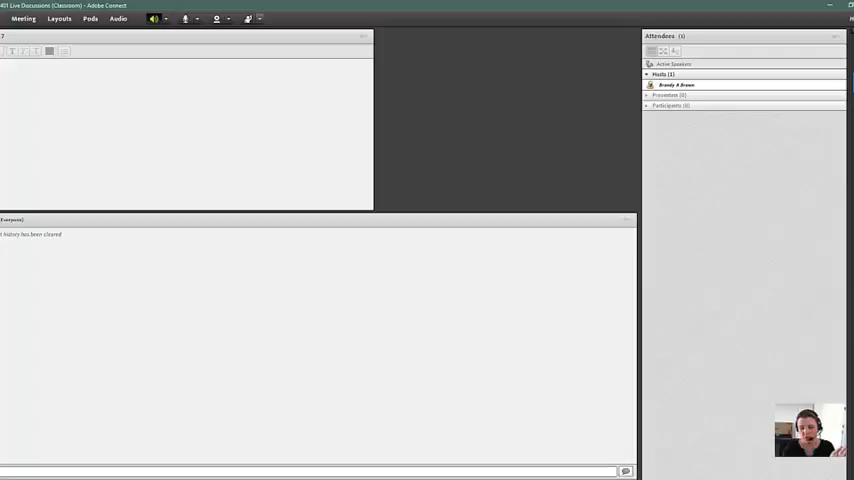 401 Live Discussions (Classroom) - Adobe Connect
Meeting Layouts Pods Audio
7
Attendees (1)
Active Speakers
Hosts (1)
Brandy A Brown
Presenters (0)
Participants (0)
(Everyone)
t history has been cleared